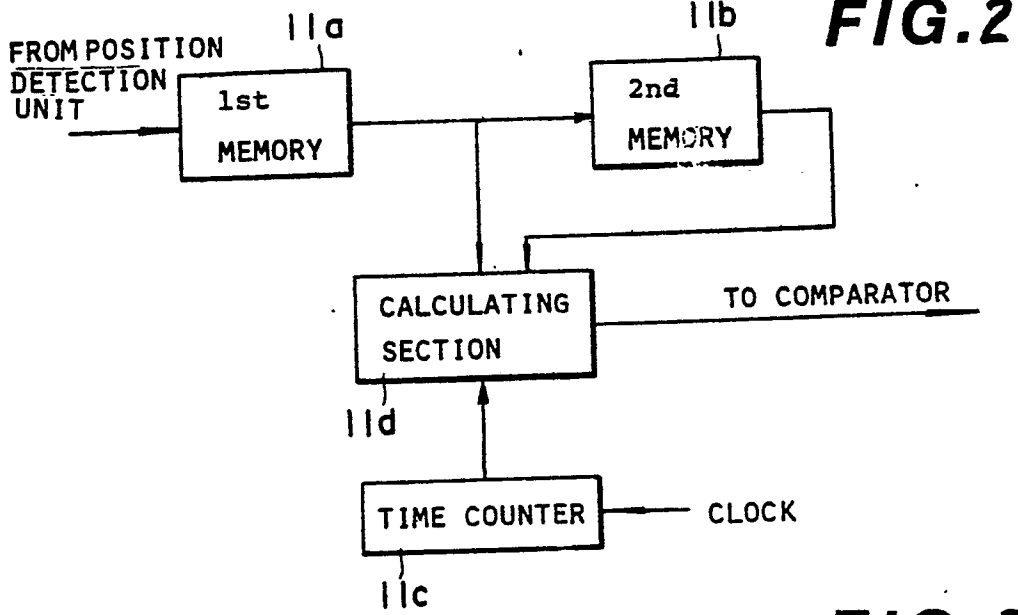 FIG.2
11a
11b
FROM POSITION
DETECTION
UNIT
1st
MEMORY
2nd
MEMORY
CALCULATING
SECTION
TO COMPARATOR
11d
TIME COUNTER
CLOCK
11c